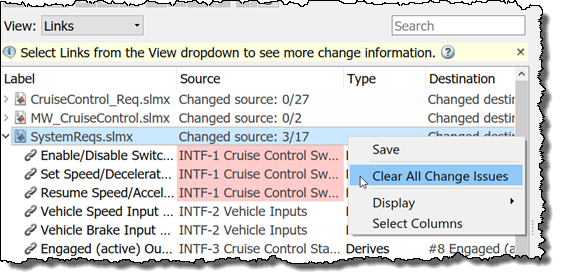 View: Links Search
Select Links from the View dropdown to see more change information.
Label Source Type Destination
CruiseControl_Req.slmx Changed source: 0/27 Changed destin
MW_CruiseControl.slmx Changed source: 0/2 Changed destin
SystemReqs.slmx Changed source: 3/17
Save
Enable/Disable Switc... INTF-1 Cruise Control Sw...
Set Speed/Decelerat... INTF-1 Cruise Control Sw...
Clear All Change Issues
Resume Speed/Accel... INTF-1 Cruise Control Sw...
Display
Vehicle Speed Input ... INTF-2 Vehicle Inputs
Select Columns
Vehicle Brake Input ... INTF-2 Vehicle Inputs
Engaged (active) Ou... INTF-3 Cruise Control Sta... Derives #8 Engaged (a